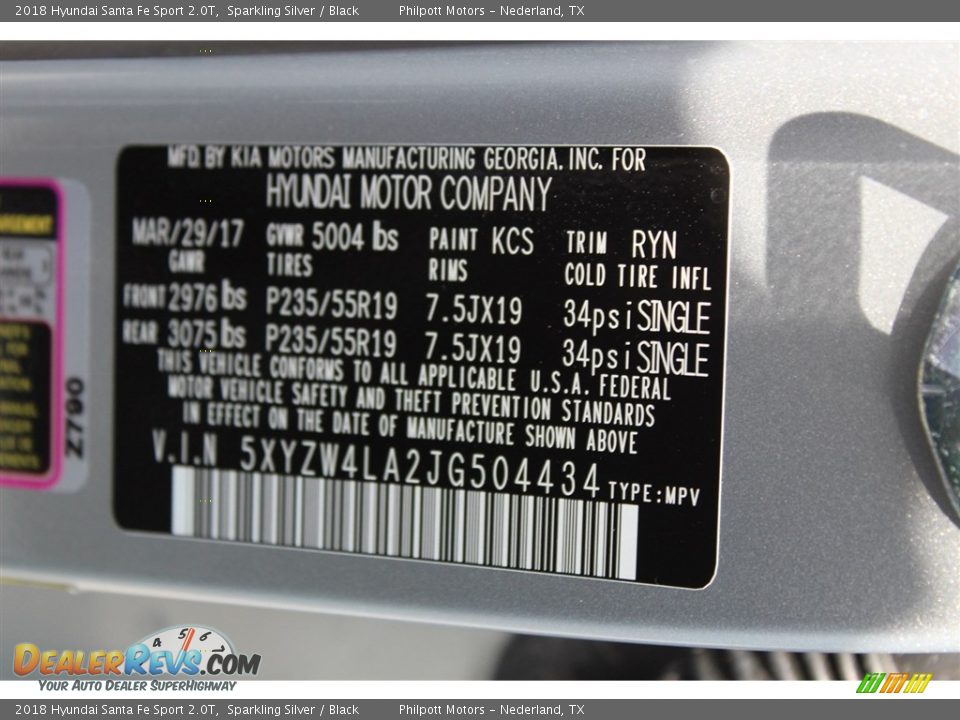 2018 Hyundai Santa Fe Sport 2.0T, Sparkling Silver / Black Philpott Motors - Nederland, TX
MFD BY KIA MOTORS MANUFACTURING GEORGIA. INC. FOR
HYUNDAI MOTOR COMPANY
MAR/29/17 GVWR 5004 lbs PAINT KCS TRIM RYN
GAWR TIRES RIMS COLD TIRE INFL
FRONT 2976 lbs P235/55R19 7.5JX19 34psi SINGLE
REAR 3075 lbs P235/55R19 7.5JX19 34psi SINGLE
THIS VEHICLE CONFORMS TO ALL APPLICABLE U.S.A. FEDERAL
MOTOR VEHICLE SAFETY AND THEFT PREVENTION STANDARDS
IN EFFECT ON THE DATE OF MANUFACTURE SHOWN ABOVE
V.I.N 5XYZW4LA2JG504434 TYPE:MPV
Z790
4 5 6
DEALERREVS.COM
YOUR AUTO DEALER SUPERHIGHWAY
2018 Hyundai Santa Fe Sport 2.0T, Sparkling Silver / Black Philpott Motors - Nederland, TX